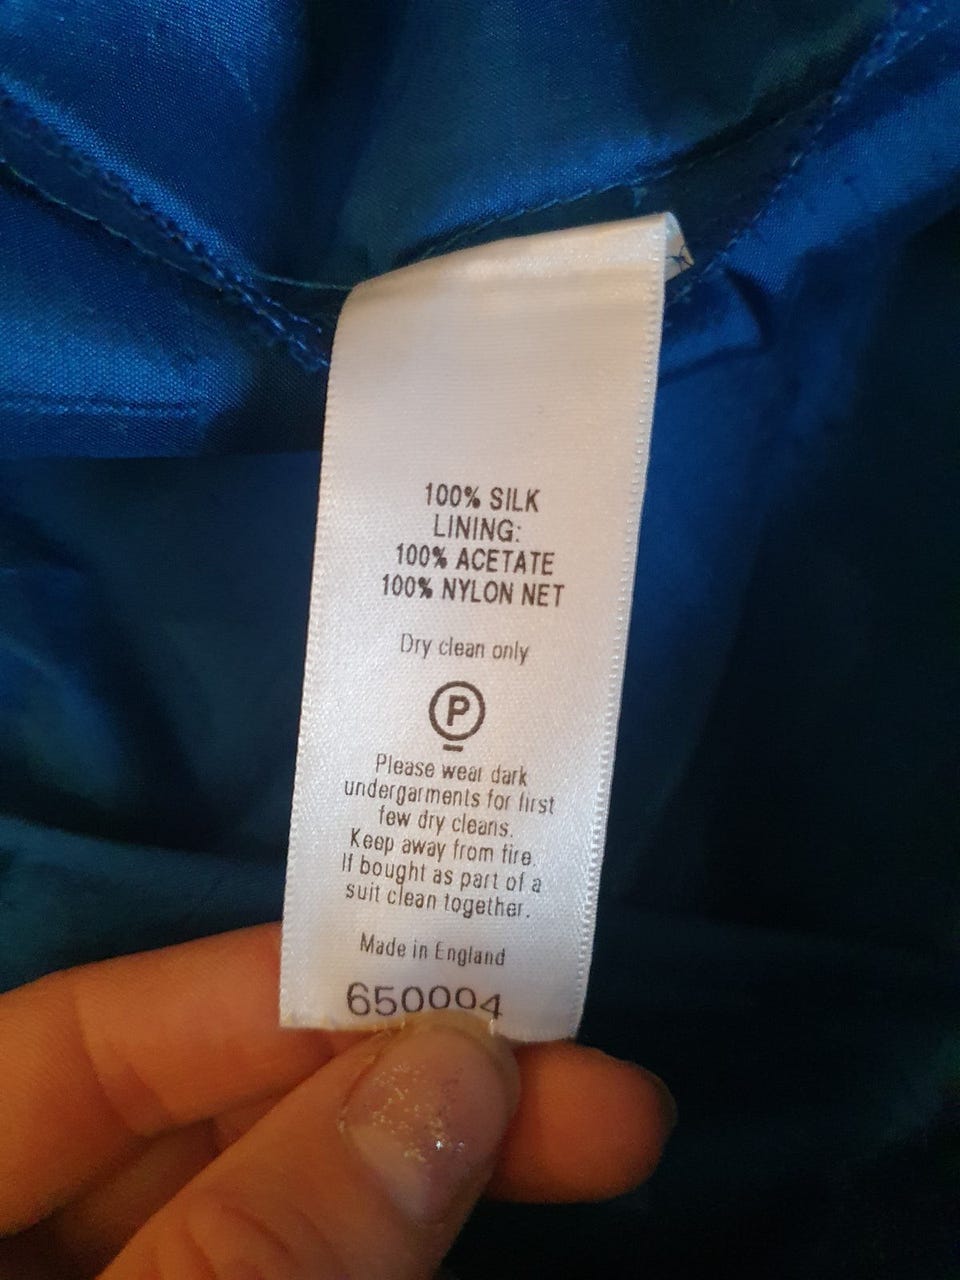 100% SILK
LINING:
100% ACETATE
100% NYLON NET
Dry clean only
P
Please wear dark
undergarments for first
few dry cleans.
Keep away from fire.
If bought as part of a
suit clean together.
Made in England
650094